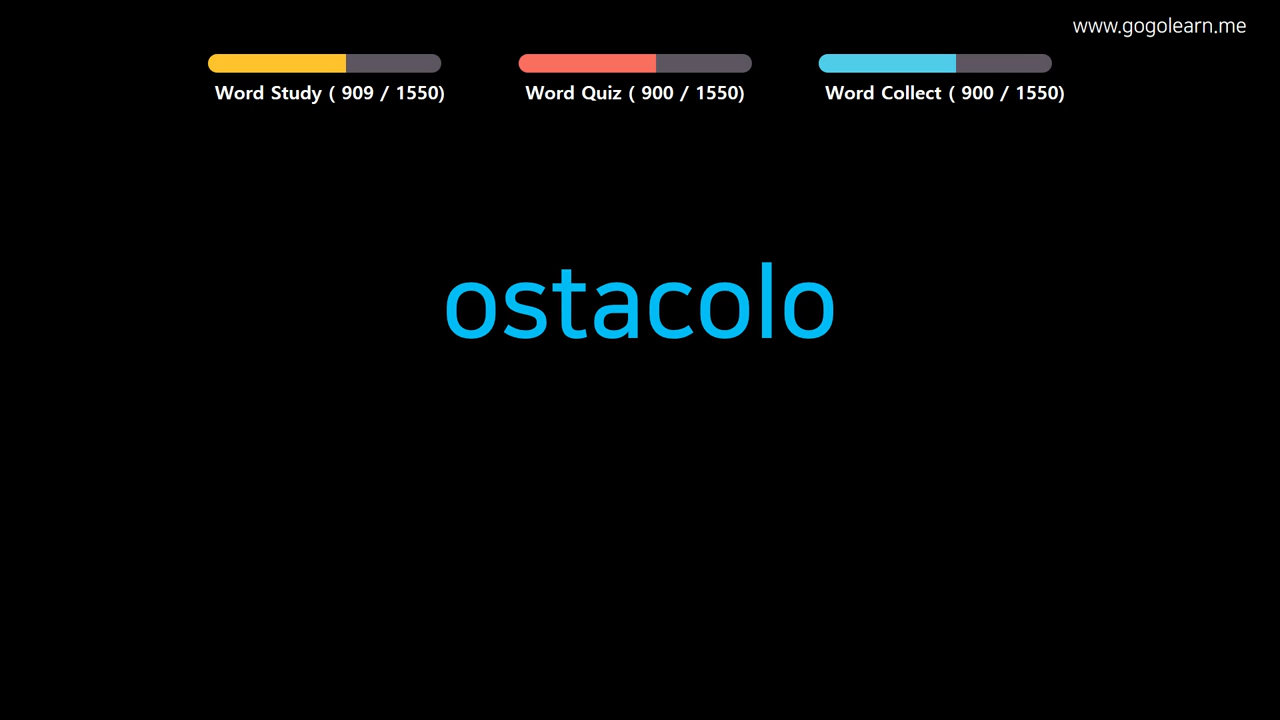 www.gogolearn.me
Word Study ( 909 / 1550)
Word Quiz ( 900 / 1550)
Word Collect ( 900 / 1550)
ostacolo